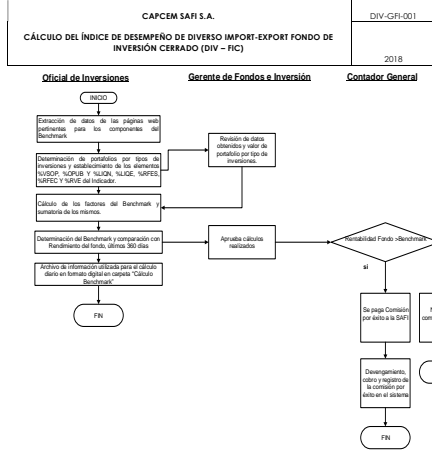 CAPCEM SAFI S.A.
DIV-GFI-001
CÁLCULO DEL ÍNDICE DE DESEMPEÑO DE DIVERSO IMPORT-EXPORT FONDO DE
INVERSIÓN CERRADO (DIV – FIC)
2018
Oficial de Inversiones
Gerente de Fondos e Inversión
Contador General
INICIO
Extracción de datos de las páginas web
pertinentes para los componentes del
Benchmark
Determinación de portafolios por tipos de
inversiones y establecimiento de los elementos
%VSOP, %OPUB Y %LIQN, %LIQE, %RFES,
%RFEC Y %RVE del Indicador.
Revisión de datos
obtenidos y valor de
portafolio por tipo de
inversiones.
Cálculo de los factores del Benchmark y
sumatoria de los mismos.
Determinación del Benchmark y comparación con
Rendimiento del fondo, últimos 360 días
Aprueba cálculos
realizados
Rentabilidad Fondo >Benchmark
Archivo de información utilizada para el cálculo
diario en formato digital en carpeta "Cálculo
Benchmark"
si
FIN
Se paga Comisión
por éxito a la SAFI
Devengamiento,
cobro y registro de
la comisión por
éxito en el sistema
FIN